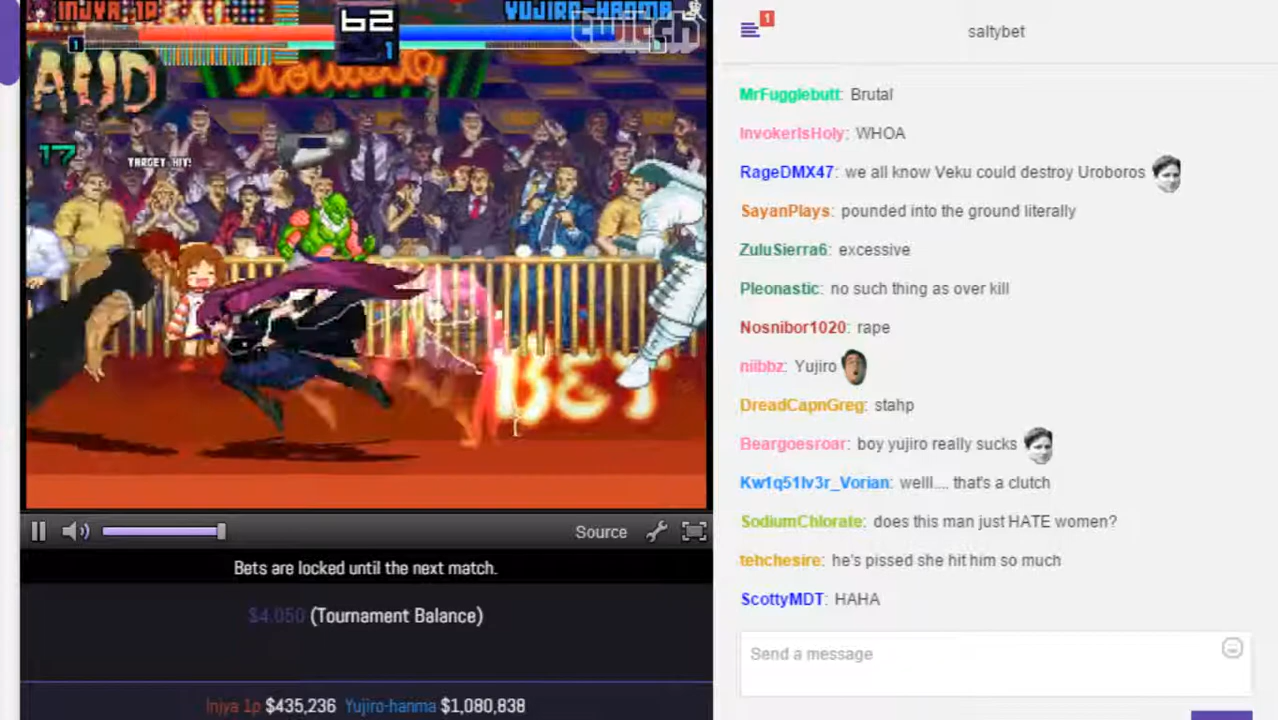 INJYA 1P
62
YUJIRO-HANMA
twitch
1
1
AUD
Roulette
17
TARGET HIT!
BET
Source
Bets are locked until the next match.
$4,050 (Tournament Balance)
Injya 1p $435,236 Yujiro-hanma $1,080,838
1
saltybet
MrFugglebutt: Brutal
InvokerIsHoly: WHOA
RageDMX47: we all know Veku could destroy Uroboros
SayanPlays: pounded into the ground literally
ZuluSierra6: excessive
Pleonastic: no such thing as over kill
Nosnibor1020: rape
niibbz: Yujiro
DreadCapnGreg: stahp
Beargoesroar: boy yujiro really sucks
Kw1q51lv3r_Vorian: welll.... that's a clutch
SodiumChlorate: does this man just HATE women?
tehchesire: he's pissed she hit him so much
ScottyMDT: HAHA
Send a message